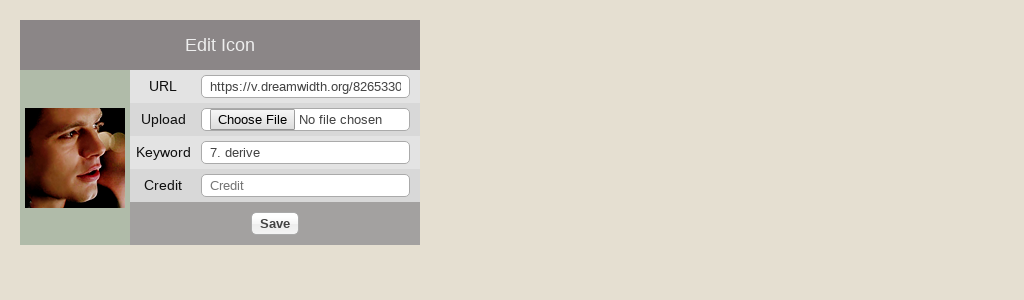 Edit Icon
URL https://v.dreamwidth.org/8265330
Upload Choose File No file chosen
Keyword 7. derive
Credit Credit
Save